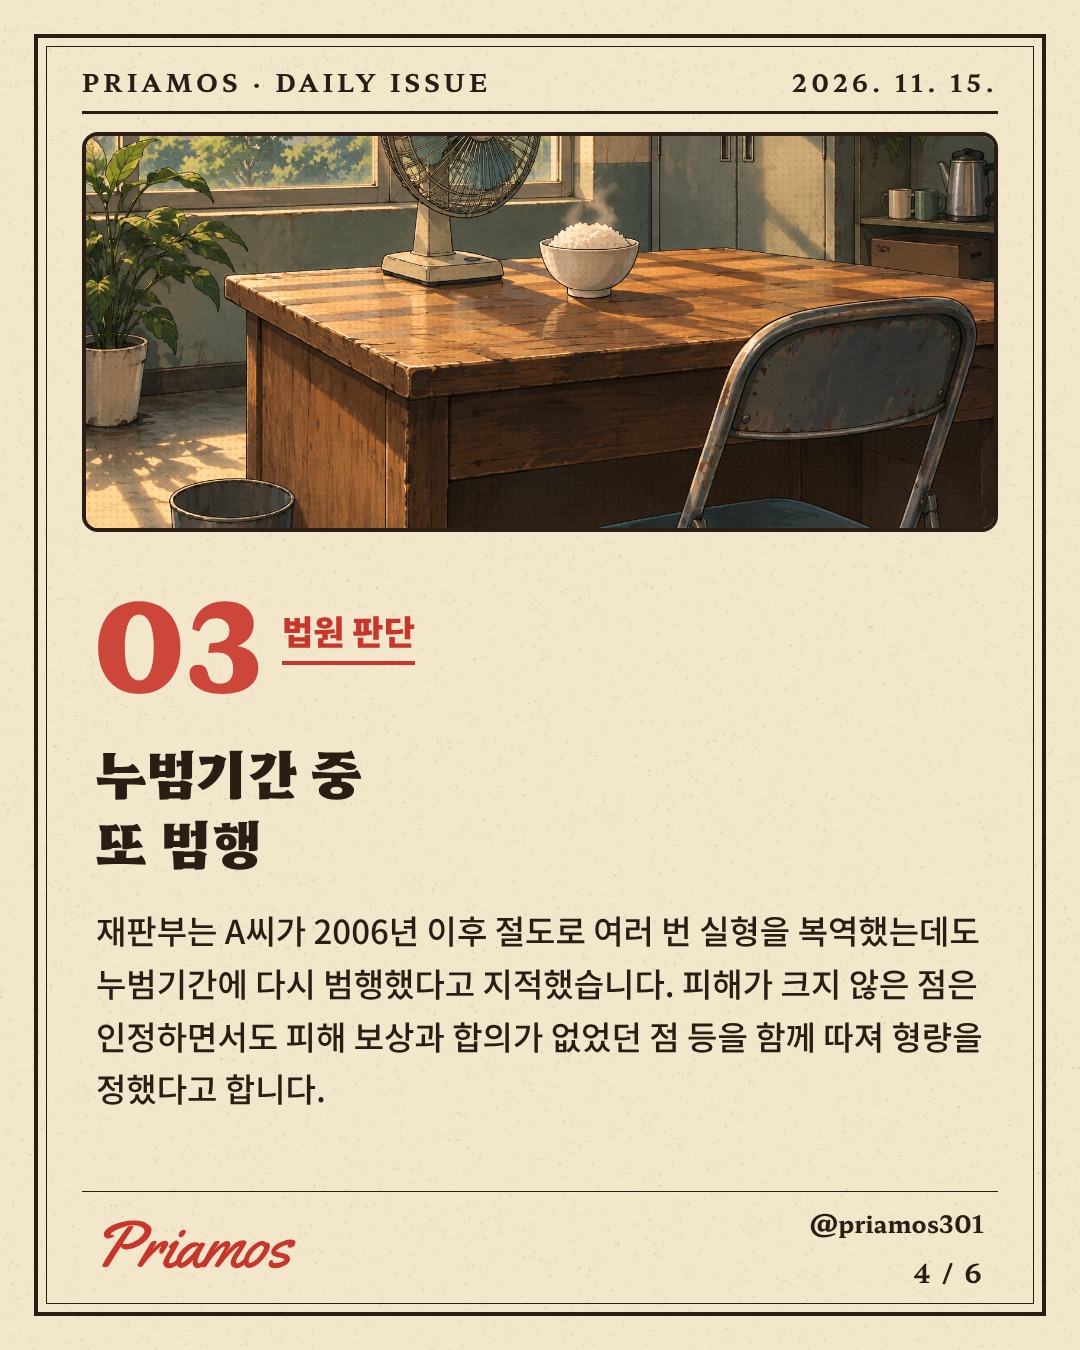 PRIAMOS · DAILY ISSUE
2026. 11. 15.
03
법원 판단
누범기간 중
또 범행
재판부는 A씨가 2006년 이후 절도로 여러 번 실형을 복역했는데도
누범기간에 다시 범행했다고 지적했습니다. 피해가 크지 않은 점은
인정하면서도 피해 보상과 합의가 없었던 점 등을 함께 따져 형량을
정했다고 합니다.
Priamos
@priamos301
4 / 6